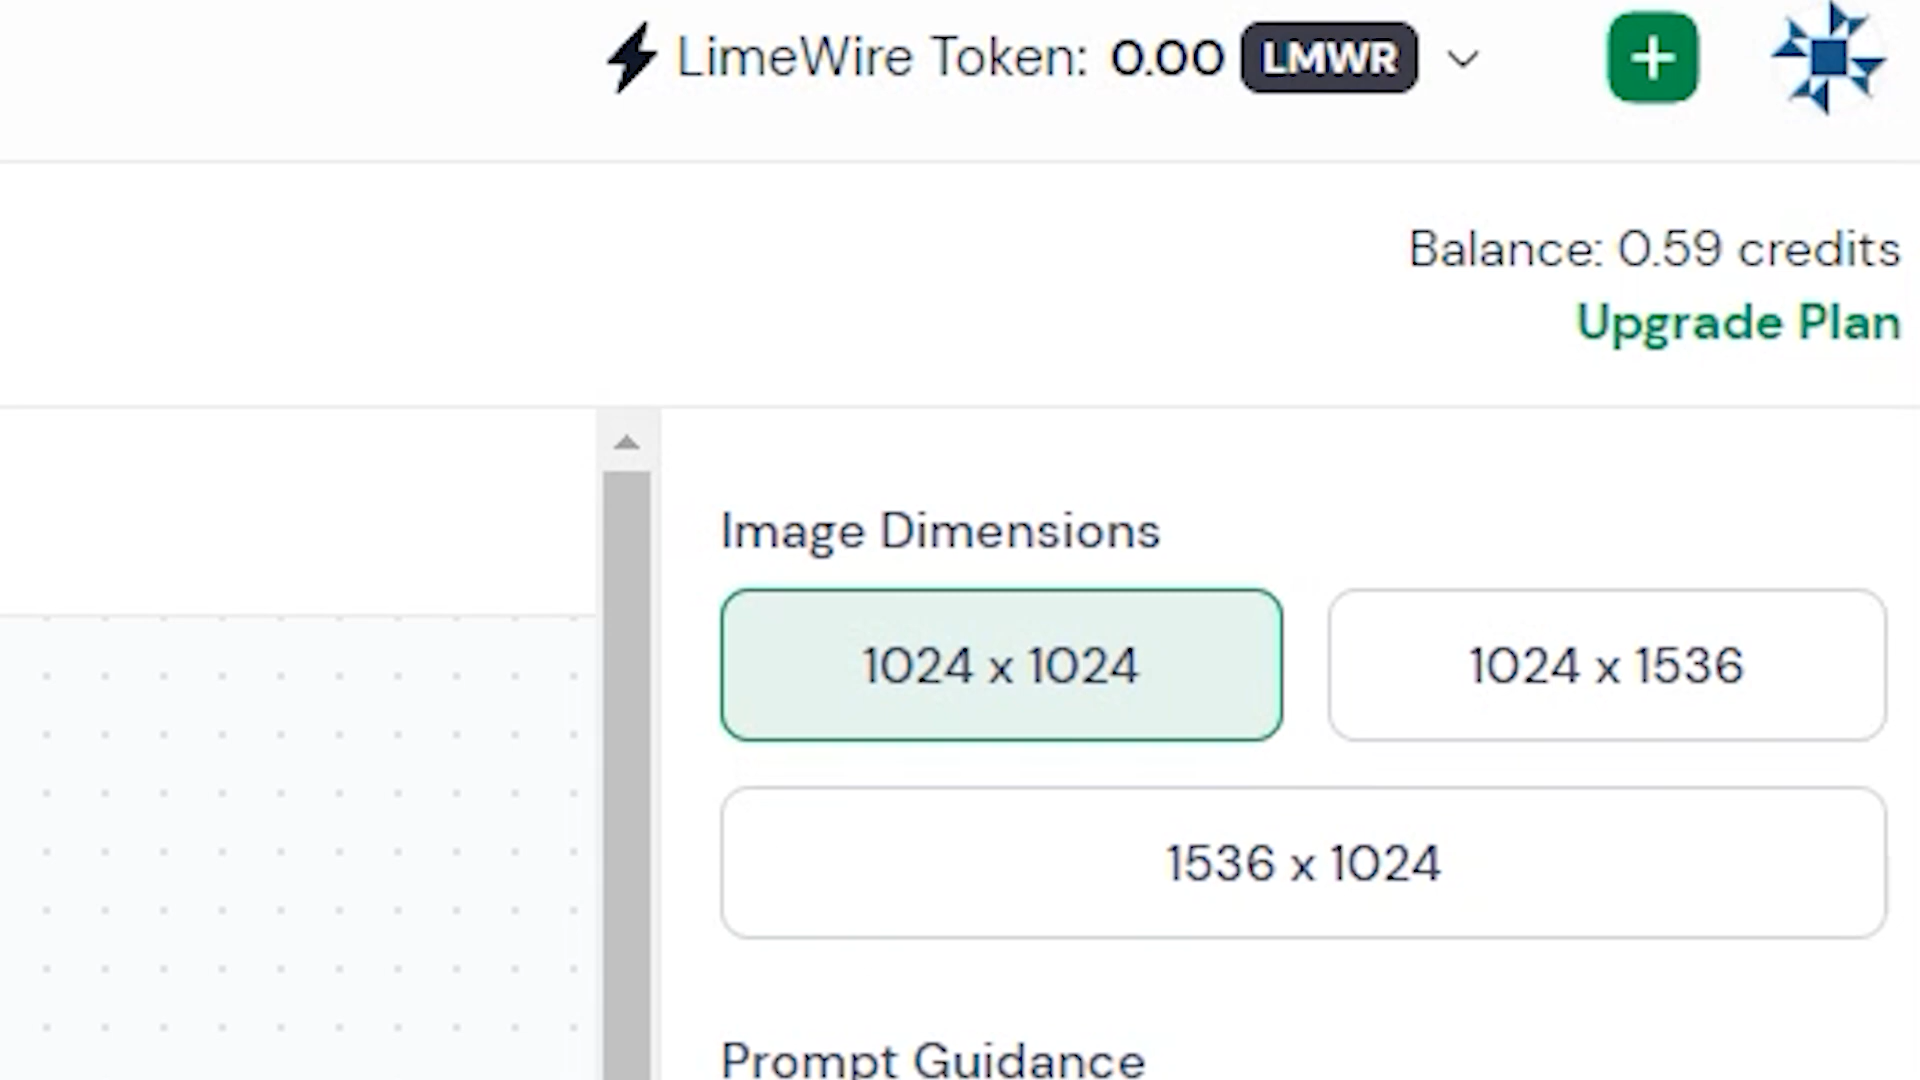 LimeWire Token: 0.00 LMWR
Balance: 0.59 credits
Upgrade Plan
Image Dimensions
1024 x 1024
1024 x 1536
1536 x 1024
Prompt Guidance